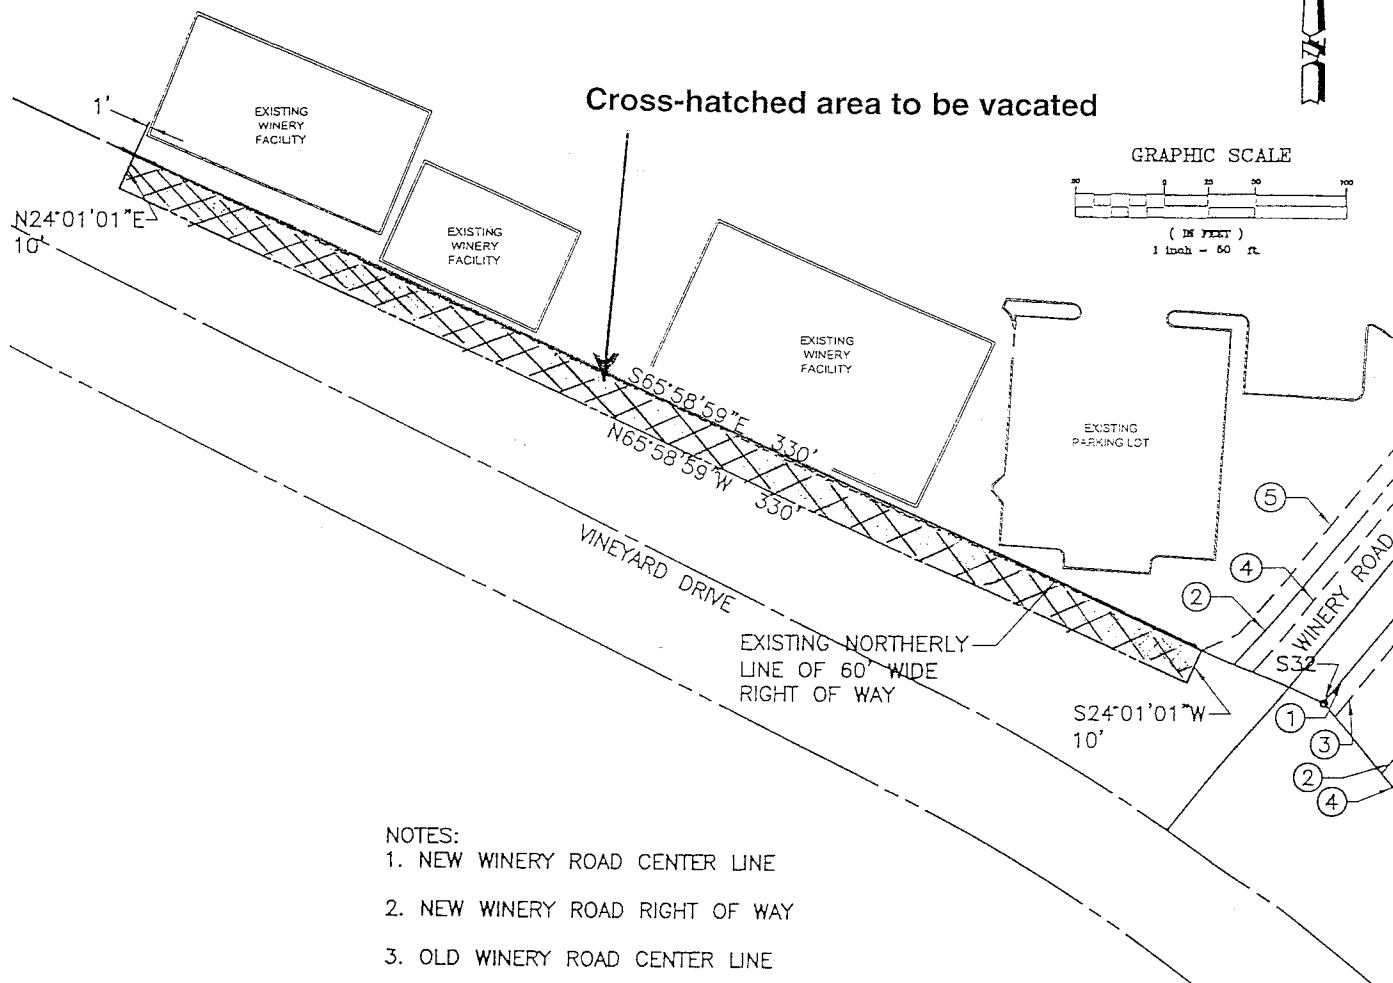 Cross-hatched area to be vacated
N
1'
EXISTING
WINERY
FACILITY
EXISTING
WINERY
FACILITY
EXISTING
WINERY
FACILITY
GRAPHIC SCALE
0 25 50 100
( IN FEET )
1 inch = 50 ft.
N24°01'01"E
10'
S65°58'59"E 330'
N65°58'59"W 330'
EXISTING
PARKING LOT
VINEYARD DRIVE
WINERY ROAD
5
4
2
S32
1
3
2
4
EXISTING NORTHERLY
LINE OF 60' WIDE
RIGHT OF WAY
S24°01'01"W
10'
NOTES:
1. NEW WINERY ROAD CENTER LINE
2. NEW WINERY ROAD RIGHT OF WAY
3. OLD WINERY ROAD CENTER LINE